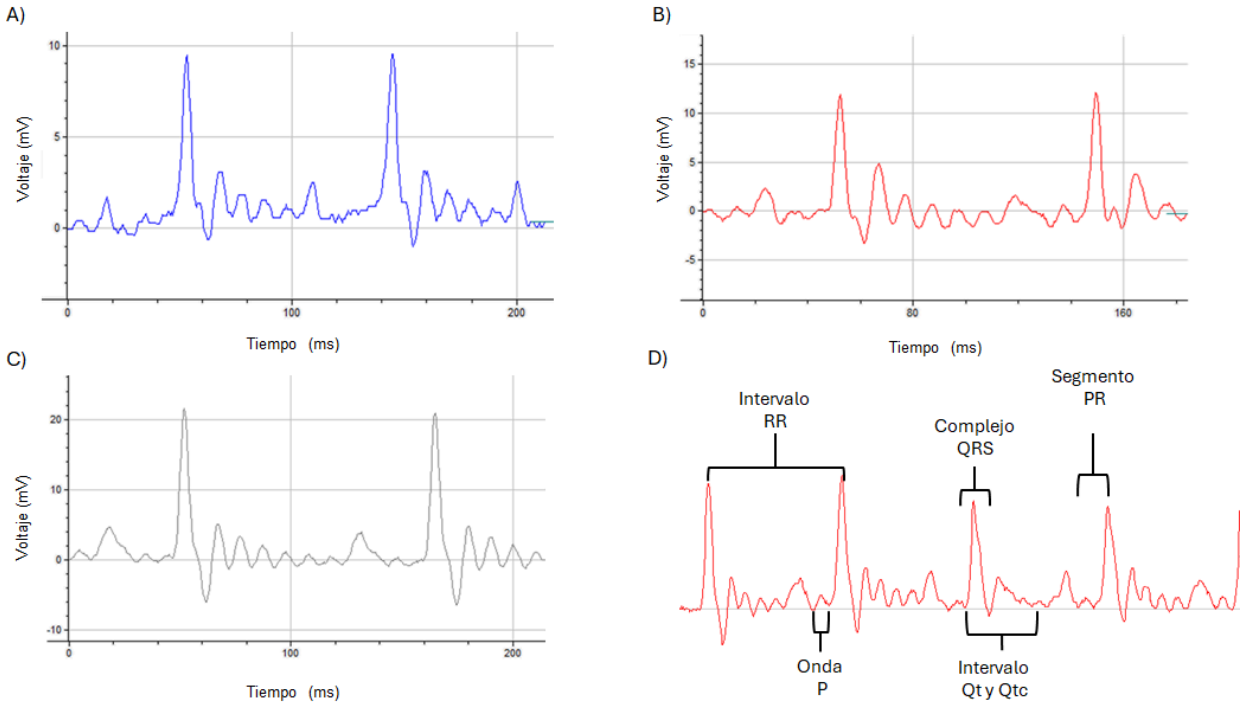 A)
10
5
0
Voltaje (mV)
0
100
200
Tiempo (ms)
B)
15
10
5
0
-5
Voltaje (mV)
0
80
160
Tiempo (ms)
C)
20
10
0
-10
Voltaje (mV)
0
100
200
Tiempo (ms)
D)
Intervalo
RR
Complejo
QRS
Segmento
PR
Onda
P
Intervalo
Qt y Qtc